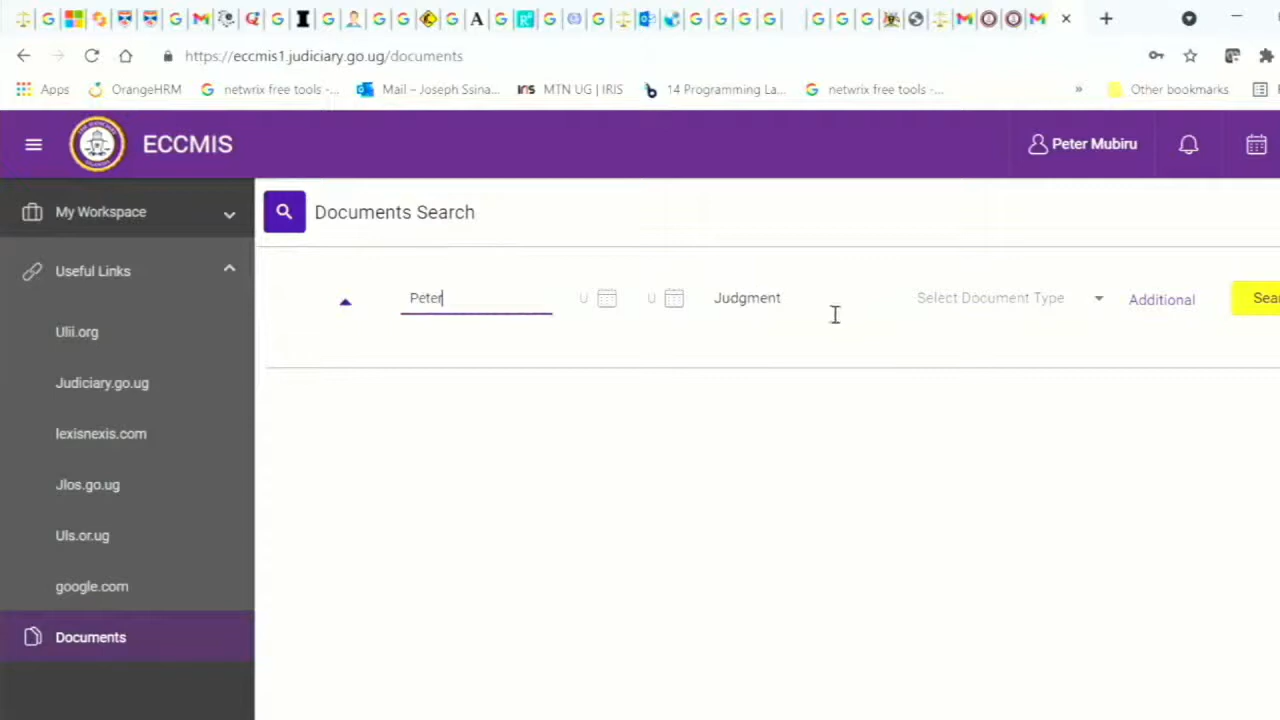 https://eccmis1.judiciary.go.ug/documents
Apps OrangeHRM netwrix free tools -... Mail – Joseph Ssina... iRIS MTN UG | IRIS 14 Programming La... netwrix free tools -... » Other bookmarks
ECCMIS Peter Mubiru
My Workspace
Documents Search
Useful Links
Peter U U Judgment Select Document Type Additional Sear
Ulii.org
Judiciary.go.ug
lexisnexis.com
Jlos.go.ug
Uls.or.ug
google.com
Documents